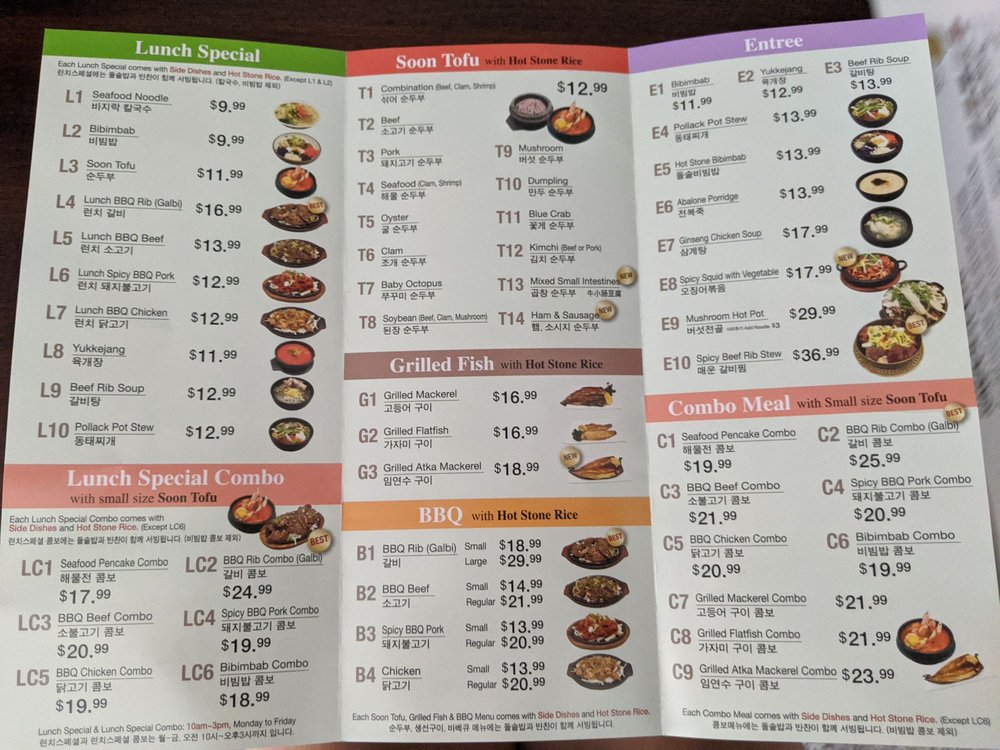 Lunch Special
Each Lunch Special comes with Side Dishes and Hot Stone Rice. (Except L1 & L2)
런치스페셜에는 돌솥밥과 반찬이 함께 서빙됩니다. (칼국수, 비빔밥 제외)
L1 Seafood Noodle $9.99
바지락 칼국수
L2 Bibimbab $9.99
비빔밥
L3 Soon Tofu $11.99
순두부
L4 Lunch BBQ Rib (Galbi) $16.99
런치 갈비
BEST
L5 Lunch BBQ Beef $13.99
런치 소고기
L6 Lunch Spicy BBQ Pork $12.99
런치 돼지불고기
L7 Lunch BBQ Chicken $12.99
런치 닭고기
L8 Yukkejang $11.99
육개장
L9 Beef Rib Soup $12.99
갈비탕
L10 Pollack Pot Stew $12.99
동태찌개
Lunch Special Combo
with small size Soon Tofu
Each Lunch Special Combo comes with
Side Dishes and Hot Stone Rice. (Except LC6)
런치스페셜 콤보에는 돌솥밥과 반찬이 함께 서빙됩니다. (비빔밥 콤보 제외)
BEST
LC1 Seafood Pencake Combo
해물전 콤보
$17.99
LC2 BBQ Rib Combo (Galbi)
갈비 콤보
$24.99
LC3 BBQ Beef Combo
소불고기 콤보
$20.99
LC4 Spicy BBQ Pork Combo
돼지불고기 콤보
$19.99
LC5 BBQ Chicken Combo
닭고기 콤보
$19.99
LC6 Bibimbab Combo
비빔밥 콤보
$18.99
Lunch Special & Lunch Special Combo: 10am~3pm, Monday to Friday
런치스페셜과 런치스페셜 콤보는 월~금, 오전 10시~오후3시까지 입니다.
Soon Tofu with Hot Stone Rice
T1 Combination (Beef, Clam, Shrimp) $12.99
섞어 순두부
T2 Beef
소고기 순두부
T3 Pork
돼지고기 순두부
T4 Seafood (Clam, Shrimp)
해물 순두부
T5 Oyster
굴 순두부
T6 Clam
조개 순두부
T7 Baby Octopus
쭈꾸미 순두부
T8 Soybean (Beef, Clam, Mushroom)
된장 순두부
T9 Mushroom
버섯 순두부
T10 Dumpling
만두 순두부
T11 Blue Crab
꽃게 순두부
T12 Kimchi (Beef or Pork)
김치 순두부
T13 Mixed Small Intestines NEW
곱창 순두부 牛小腸豆腐
T14 Ham & Sausage NEW
햄, 소시지 순두부
Grilled Fish with Hot Stone Rice
G1 Grilled Mackerel $16.99
고등어 구이
G2 Grilled Flatfish $16.99
가자미 구이
G3 Grilled Atka Mackerel $18.99 NEW
임연수 구이
BBQ with Hot Stone Rice
B1 BBQ Rib (Galbi) Small $18.99
갈비 Large $29.99
BEST
B2 BBQ Beef Small $14.99
소고기 Regular $21.99
B3 Spicy BBQ Pork Small $13.99
돼지불고기 Regular $20.99
B4 Chicken Small $13.99
닭고기 Regular $20.99
Each Soon Tofu, Grilled Fish & BBQ Menu comes with Side Dishes and Hot Stone Rice.
순두부, 생선구이, 바베큐 메뉴에는 돌솥밥과 반찬이 함께 서빙됩니다.
Entree
E1 Bibimbab
비빔밥
$11.99
E2 Yukkejang
육개장
$12.99
E3 Beef Rib Soup
갈비탕
$13.99
E4 Pollack Pot Stew $13.99
동태찌개
E5 Hot Stone Bibimbab $13.99
돌솥비빔밥
E6 Abalone Porridge $13.99
전복죽
E7 Ginseng Chicken Soup $17.99
삼계탕
E8 Spicy Squid with Vegetable $17.99 NEW
오징어볶음
E9 Mushroom Hot Pot $29.99
버섯전골 Add Noodle $3
BEST
E10 Spicy Beef Rib Stew $36.99
매운 갈비찜
Combo Meal with Small size Soon Tofu
BEST
C1 Seafood Pencake Combo
해물전 콤보
$19.99
C2 BBQ Rib Combo (Galbi)
갈비 콤보
$25.99
C3 BBQ Beef Combo
소불고기 콤보
$21.99
C4 Spicy BBQ Pork Combo
돼지불고기 콤보
$20.99
C5 BBQ Chicken Combo
닭고기 콤보
$20.99
C6 Bibimbab Combo
비빔밥 콤보
$19.99
C7 Grilled Mackerel Combo $21.99
고등어 구이 콤보
C8 Grilled Flatfish Combo $21.99
가자미 구이 콤보
C9 Grilled Atka Mackerel Combo $23.99
임연수 구이 콤보
Each Combo Meal comes with Side Dishes and Hot Stone Rice. (Except LC6)
콤보메뉴에는 돌솥밥과 반찬이 함께 서빙됩니다. (비빔밥 콤보 제외)